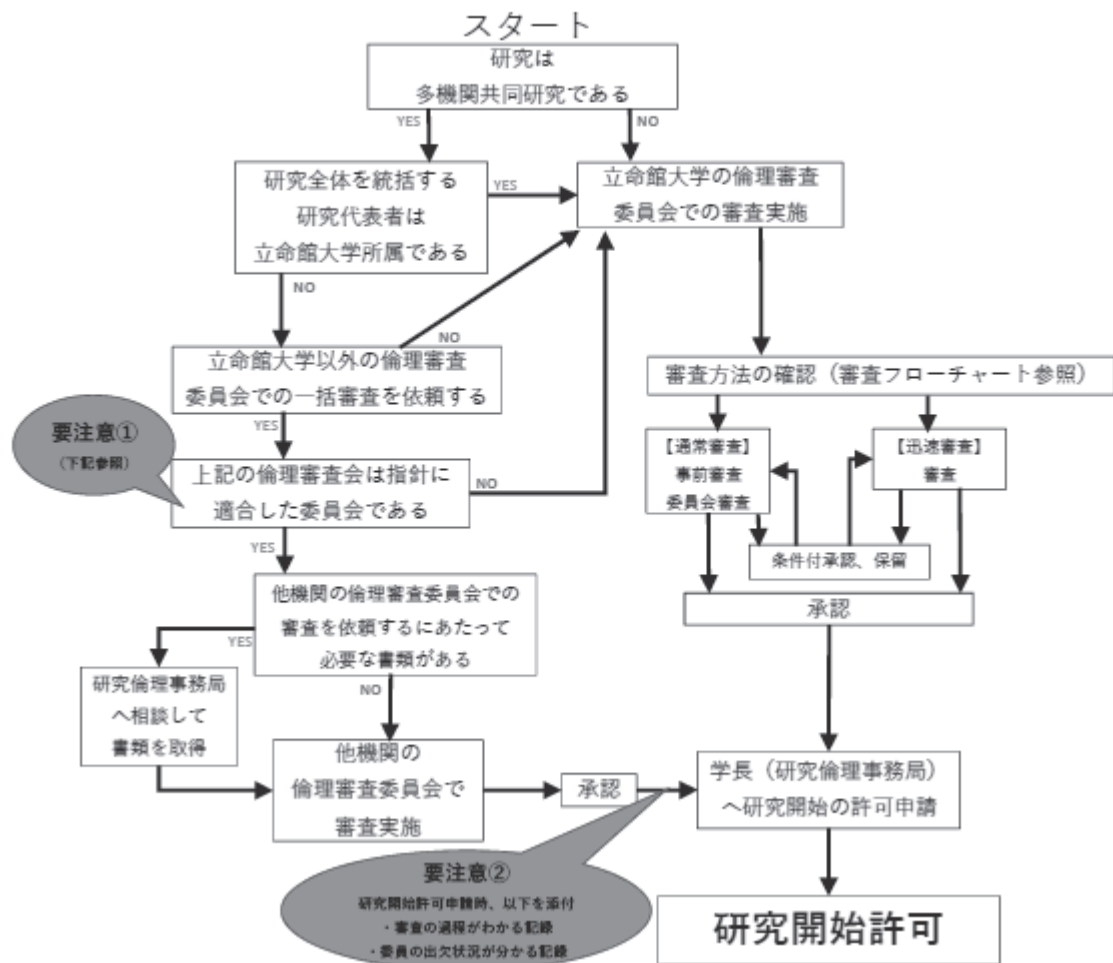 スタート
研究は
多機関共同研究である
YES
NO
研究全体を統括する
研究代表者は
立命館大学所属である
YES
NO
立命館大学の倫理審査
委員会での審査実施
立命館大学以外の倫理審査
委員会での一括審査を依頼する
NO
YES
要注意①
(下記参照)
上記の倫理審査会は指針に
適合した委員会である
NO
YES
他機関の倫理審査委員会での
審査を依頼するにあたって
必要な書類がある
YES
NO
研究倫理事務局
へ相談して
書類を取得
他機関の
倫理審査委員会で
審査実施
承認
要注意②
研究開始許可申請時、以下を添付
・審査の過程がわかる記録
・委員の出欠状況が分かる記録
審査方法の確認（審査フローチャート参照）
【通常審査】
事前審査
委員会審査
【迅速審査】
審査
条件付承認、保留
承認
学長（研究倫理事務局）
へ研究開始の許可申請
研究開始許可